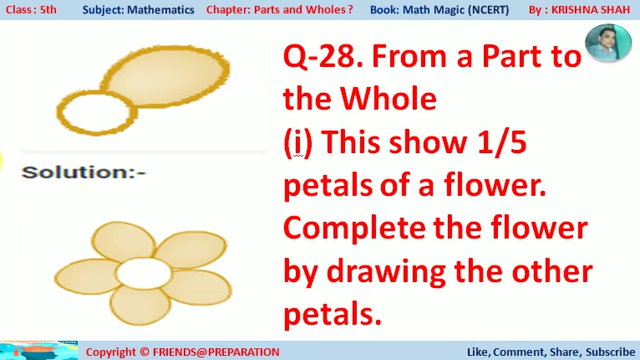 Class : 5th Subject: Mathematics Chapter: Parts and Wholes ? Book: Math Magic (NCERT) By : KRISHNA SHAH
Q-28. From a Part to
the Whole
(i) This show 1/5
petals of a flower.
Complete the flower
by drawing the other
petals.
Solution:-
Copyright © FRIENDS@PREPARATION Like, Comment, Share, Subscribe